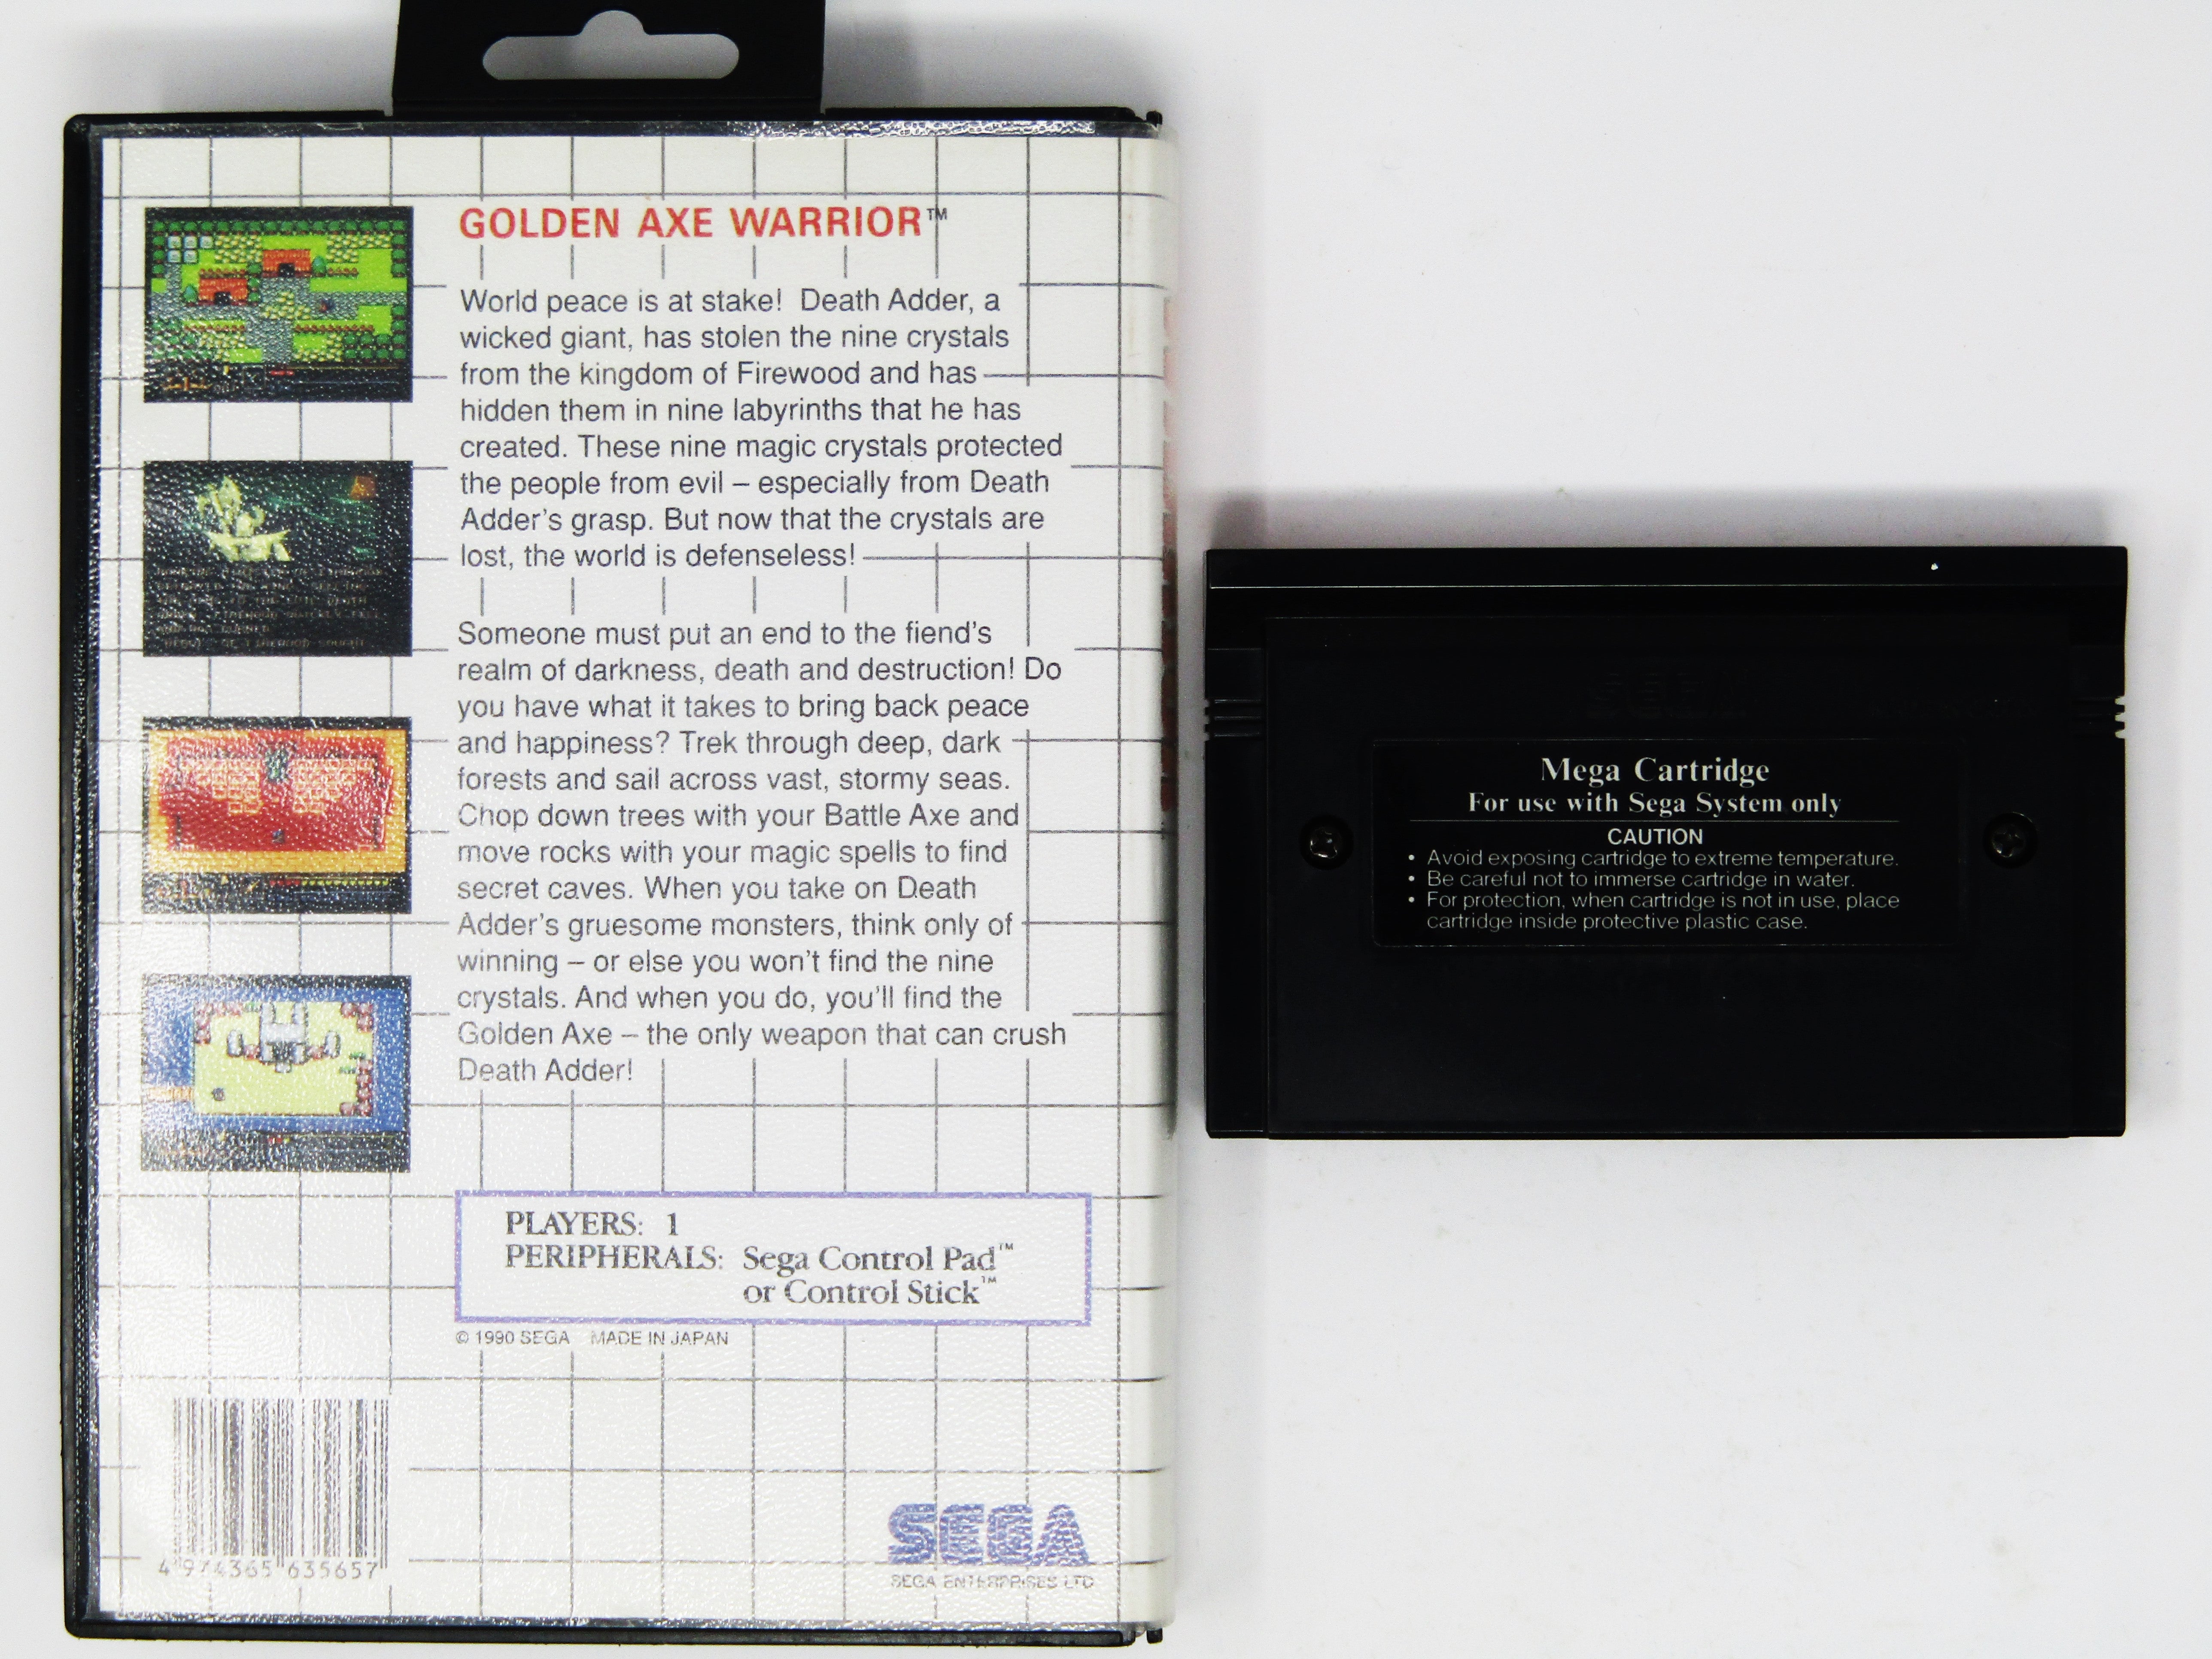 GOLDEN AXE WARRIOR™
World peace is at stake! Death Adder, a
wicked giant, has stolen the nine crystals
from the kingdom of Firewood and has
hidden them in nine labyrinths that he has
created. These nine magic crystals protected
the people from evil – especially from Death
Adder's grasp. But now that the crystals are
lost, the world is defenseless!
Someone must put an end to the fiend's
realm of darkness, death and destruction! Do
you have what it takes to bring back peace
and happiness? Trek through deep, dark
forests and sail across vast, stormy seas.
Chop down trees with your Battle Axe and
move rocks with your magic spells to find
secret caves. When you take on Death
Adder's gruesome monsters, think only of
winning – or else you won't find the nine
crystals. And when you do, you'll find the
Golden Axe – the only weapon that can crush
Death Adder!
PLAYERS: 1
PERIPHERALS: Sega Control Pad™
or Control Stick™
© 1990 SEGA MADE IN JAPAN
4 974365 635657
SEGA
SEGA ENTERPRISES LTD
SEGA
Mega Cartridge
For use with Sega System only
CAUTION
• Avoid exposing cartridge to extreme temperature.
• Be careful not to immerse cartridge in water.
• For protection, when cartridge is not in use, place
cartridge inside protective plastic case.